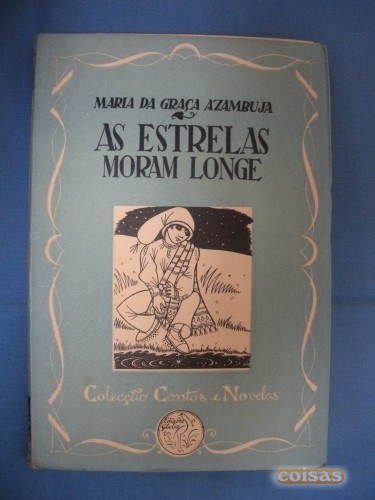 MARIA DA GRAÇA AZAMBUJA
AS ESTRELAS
MORAM LONGE
Colecção Contos e Novelas
coisas